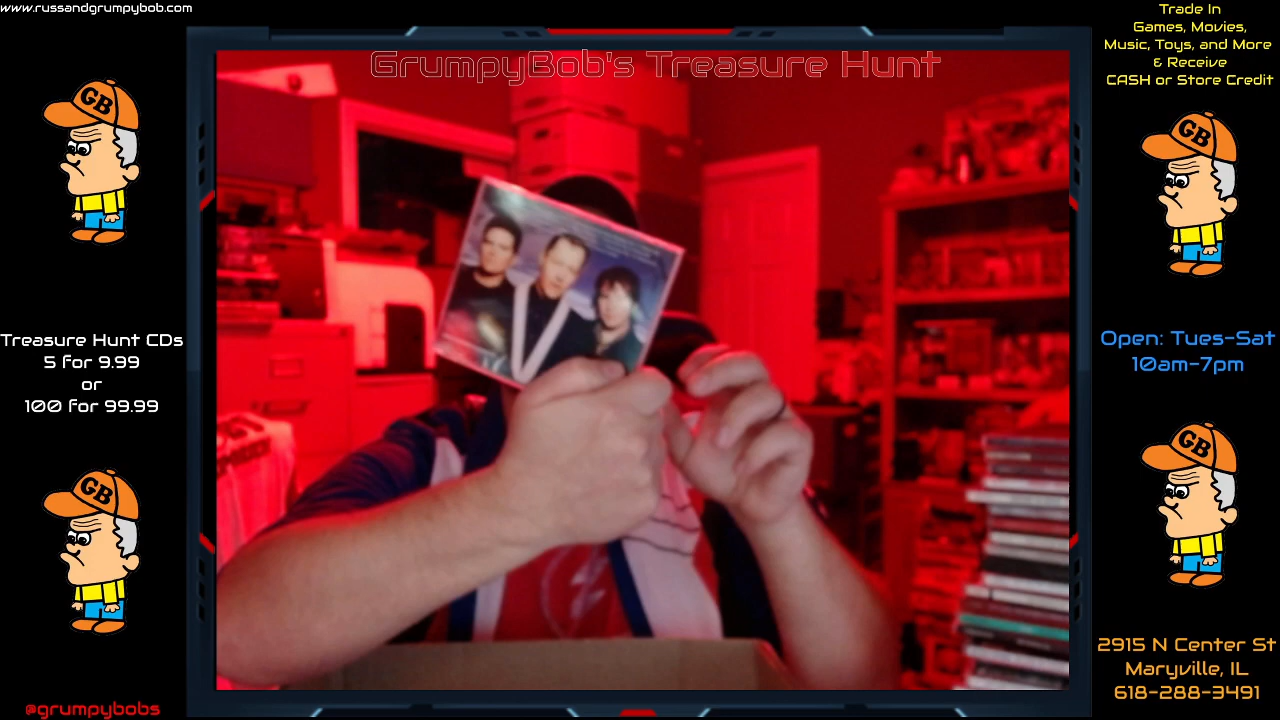 www.russandgrumpybob.com
Trade In
Games, Movies,
Music, Toys, and More
& Receive
CASH or Store Credit
GrumpyBob's Treasure Hunt
GB
GB
Treasure Hunt CDs
5 for 9.99
or
100 for 99.99
Open: Tues-Sat
10am-7pm
GB
GB
2915 N Center St
Maryville, IL
618-288-3491
@grumpybobs